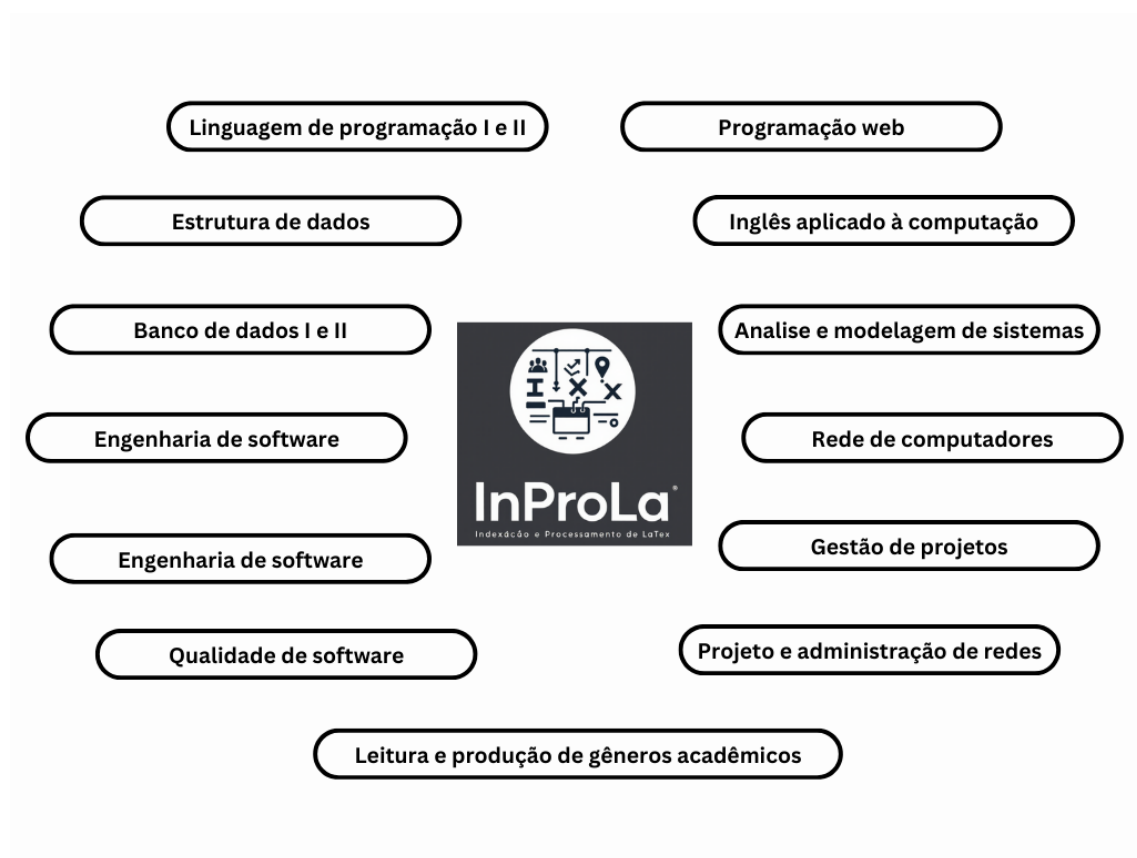 Linguagem de programação I e II
Programação web
Estrutura de dados
Inglês aplicado à computação
Banco de dados I e II
Analise e modelagem de sistemas
Engenharia de software
Rede de computadores
InProLa
Indexácão e Processamento de LaTex
Engenharia de software
Gestão de projetos
Qualidade de software
Projeto e administração de redes
Leitura e produção de gêneros acadêmicos